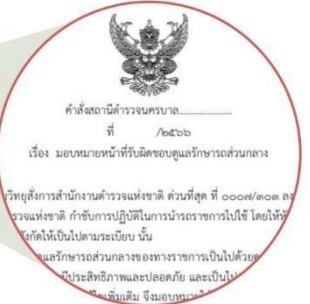 คำสั่งสถานีตำรวจนครบาล....................
ที่ /๒๕๖๖
เรื่อง มอบหมายหน้าที่รับผิดชอบดูแลรักษารถส่วนกลาง
วิทยุสั่งการสำนักงานตำรวจแห่งชาติ ด่วนที่สุด ที่ ๐๐๐๗/๓๐๓ ลง
รวจแห่งชาติ กำชับการปฏิบัติในการนำรถราชการไปใช้ โดยให้หั
ังกัดให้เป็นไปตามระเบียบ นั้น
ูแลรักษารถส่วนกลางของทางราชการเป็นไปด้วยค
มีประสิทธิภาพและปลอดภัย และเป็นไป
เพิ่มเติม จึงมอบหมาย